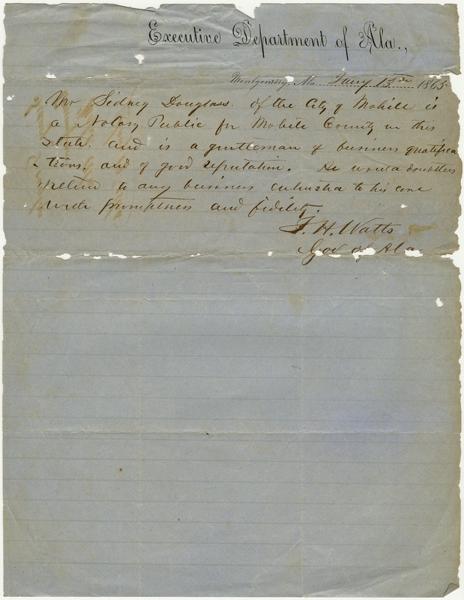 Executive Department of Ala.,
Montgomery, Ala. Jany 13th 1865
Mr Sidney Douglass of the City of Mobile is
a Notary Public for Mobile County in this
State and is a gentleman of business qualifica
tions, and of good reputation. He would doubtless
attend to any business entrusted to his care
with promptness and fidelity.
T. H. Watts
Gov of Ala